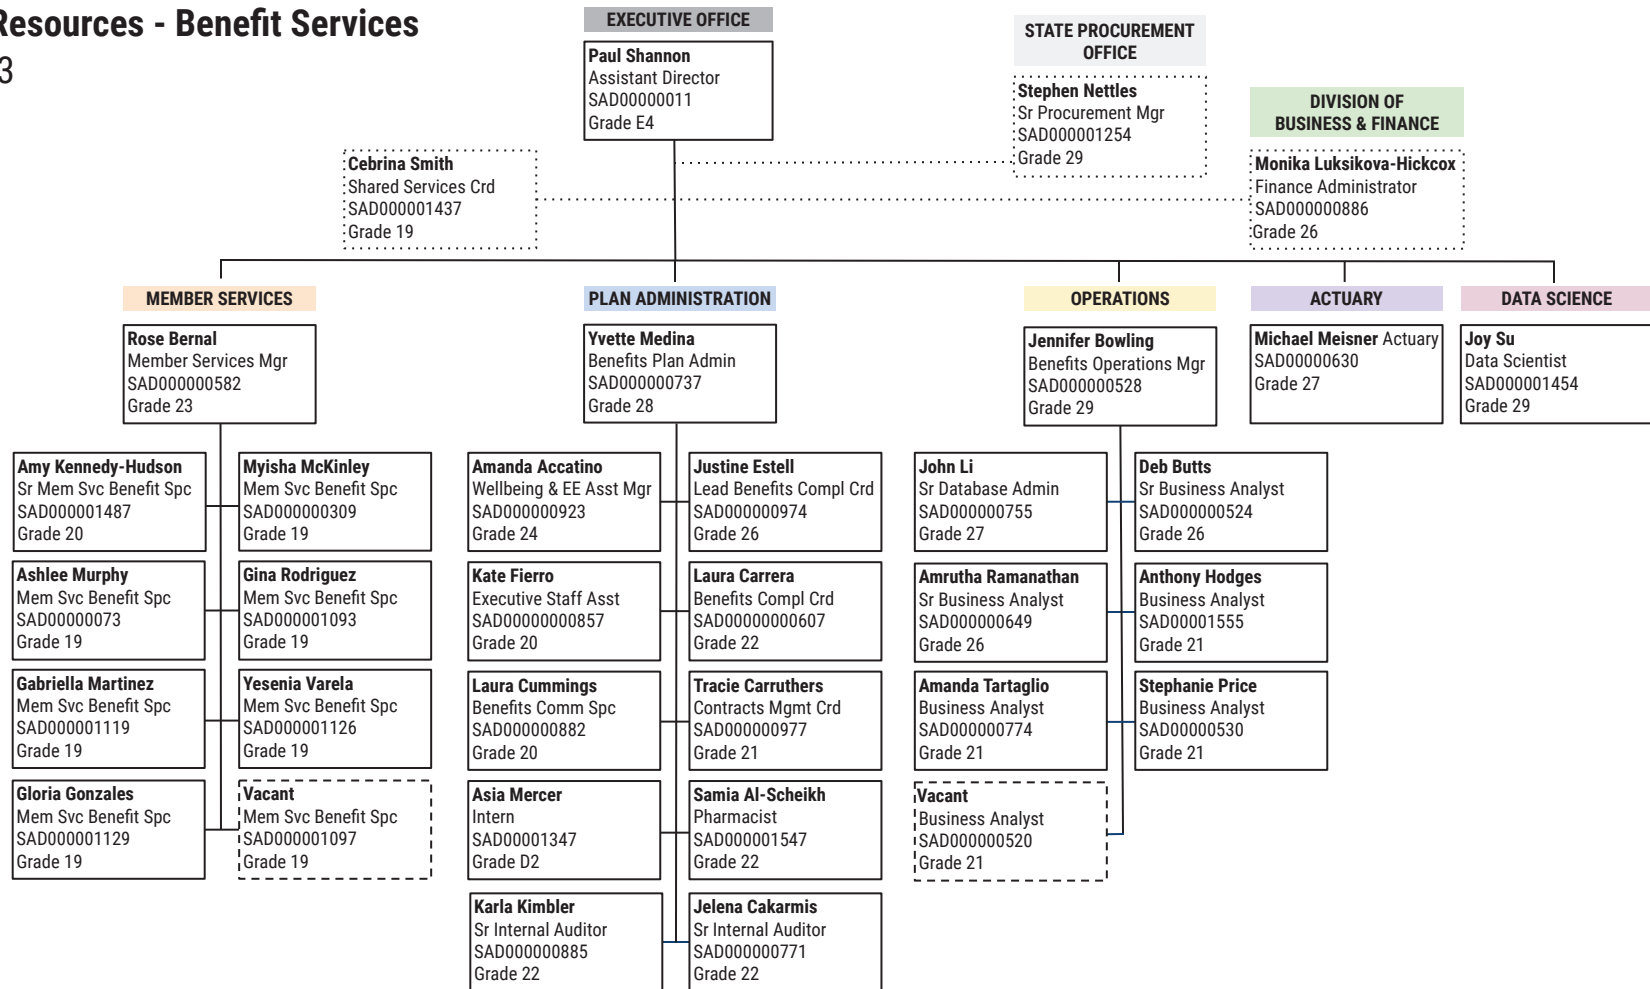 Resources - Benefit Services
3
EXECUTIVE OFFICE
Paul Shannon
Assistant Director
SAD00000011
Grade E4
STATE PROCUREMENT
OFFICE
Stephen Nettles
Sr Procurement Mgr
SAD000001254
Grade 29
DIVISION OF
BUSINESS & FINANCE
Cebrina Smith
Shared Services Crd
SAD000001437
Grade 19
Monika Luksikova-Hickcox
Finance Administrator
SAD000000886
Grade 26
MEMBER SERVICES
Rose Bernal
Member Services Mgr
SAD000000582
Grade 23
Amy Kennedy-Hudson
Sr Mem Svc Benefit Spc
SAD000001487
Grade 20
Myisha McKinley
Mem Svc Benefit Spc
SAD000000309
Grade 19
Ashlee Murphy
Mem Svc Benefit Spc
SAD00000073
Grade 19
Gina Rodriguez
Mem Svc Benefit Spc
SAD000001093
Grade 19
Gabriella Martinez
Mem Svc Benefit Spc
SAD000001119
Grade 19
Yesenia Varela
Mem Svc Benefit Spc
SAD000001126
Grade 19
Gloria Gonzales
Mem Svc Benefit Spc
SAD000001129
Grade 19
Vacant
Mem Svc Benefit Spc
SAD000001097
Grade 19
PLAN ADMINISTRATION
Yvette Medina
Benefits Plan Admin
SAD000000737
Grade 28
Amanda Accatino
Wellbeing & EE Asst Mgr
SAD000000923
Grade 24
Justine Estell
Lead Benefits Compl Crd
SAD000000974
Grade 26
Kate Fierro
Executive Staff Asst
SAD00000000857
Grade 20
Laura Carrera
Benefits Compl Crd
SAD00000000607
Grade 22
Laura Cummings
Benefits Comm Spc
SAD000000882
Grade 20
Tracie Carruthers
Contracts Mgmt Crd
SAD000000977
Grade 21
Asia Mercer
Intern
SAD00001347
Grade D2
Samia Al-Scheikh
Pharmacist
SAD000001547
Grade 22
Karla Kimbler
Sr Internal Auditor
SAD000000885
Grade 22
Jelena Cakarmis
Sr Internal Auditor
SAD000000771
Grade 22
OPERATIONS
Jennifer Bowling
Benefits Operations Mgr
SAD000000528
Grade 29
John Li
Sr Database Admin
SAD000000755
Grade 27
Deb Butts
Sr Business Analyst
SAD000000524
Grade 26
Amrutha Ramanathan
Sr Business Analyst
SAD000000649
Grade 26
Anthony Hodges
Business Analyst
SAD00001555
Grade 21
Amanda Tartaglio
Business Analyst
SAD000000774
Grade 21
Stephanie Price
Business Analyst
SAD00000530
Grade 21
Vacant
Business Analyst
SAD000000520
Grade 21
ACTUARY
Michael Meisner Actuary
SAD00000630
Grade 27
DATA SCIENCE
Joy Su
Data Scientist
SAD000001454
Grade 29